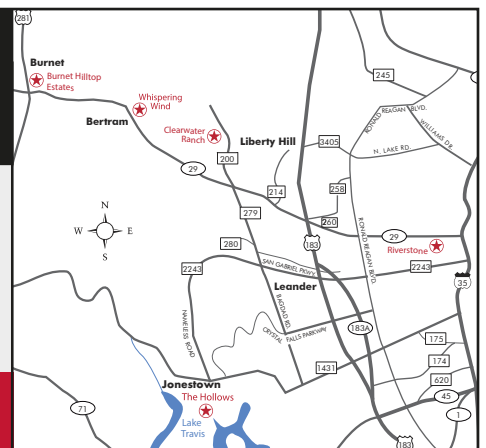 281
Burnet
Burnet Hilltop
Estates
Whispering
Wind
Bertram
Clearwater
Ranch
Liberty Hill
245
RONALD REAGAN BLVD.
WILLIAMS DR.
3405
N. LAKE RD.
200
29
214
258
279
260
N
W
E
S
280
183
RONALD REAGAN BLVD.
29
Riverstone
2243
SAN GABRIEL PKWY.
2243
35
Leander
BAGDAD RD.
NAMELESS ROAD
CRYSTAL FALLS PARKWAY
183A
175
1431
174
620
Jonestown
The Hollows
45
71
Lake
Travis
1
183